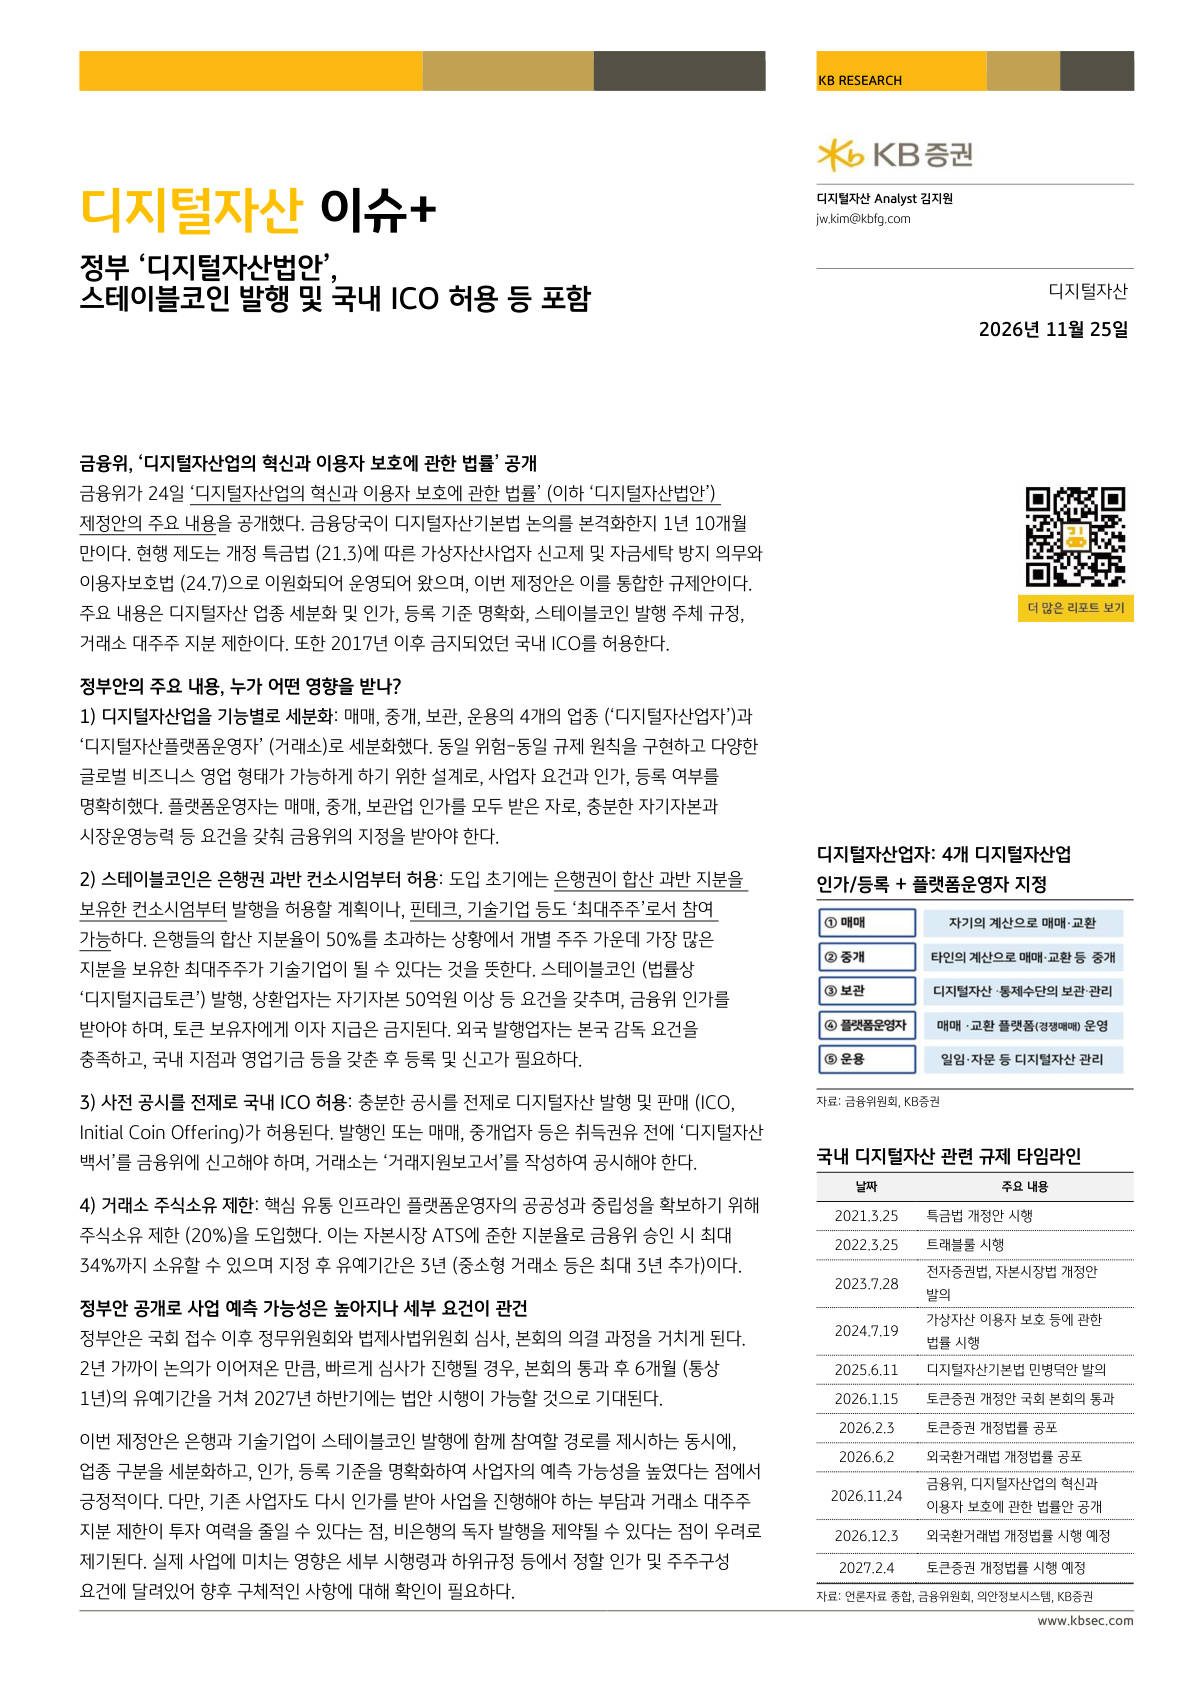 KB RESEARCH
KB증권
디지털자산 Analyst 김지원
jw.kim@kbfg.com
디지털자산
2026년 11월 25일
디지털자산 이슈+
정부 ‘디지털자산법안’,
스테이블코인 발행 및 국내 ICO 허용 등 포함
금융위, ‘디지털자산업의 혁신과 이용자 보호에 관한 법률’ 공개
금융위가 24일 ‘디지털자산업의 혁신과 이용자 보호에 관한 법률’ (이하 ‘디지털자산법안’)
제정안의 주요 내용을 공개했다. 금융당국이 디지털자산기본법 논의를 본격화한지 1년 10개월
만이다. 현행 제도는 개정 특금법 (21.3)에 따른 가상자산사업자 신고제 및 자금세탁 방지 의무와
이용자보호법 (24.7)으로 이원화되어 운영되어 왔으며, 이번 제정안은 이를 통합한 규제안이다.
주요 내용은 디지털자산 업종 세분화 및 인가, 등록 기준 명확화, 스테이블코인 발행 주체 규정,
거래소 대주주 지분 제한이다. 또한 2017년 이후 금지되었던 국내 ICO를 허용한다.
정부안의 주요 내용, 누가 어떤 영향을 받나?
1) 디지털자산업을 기능별로 세분화: 매매, 중개, 보관, 운용의 4개의 업종 (‘디지털자산업자’)과
‘디지털자산플랫폼운영자’ (거래소)로 세분화했다. 동일 위험-동일 규제 원칙을 구현하고 다양한
글로벌 비즈니스 영업 형태가 가능하게 하기 위한 설계로, 사업자 요건과 인가, 등록 여부를
명확히했다. 플랫폼운영자는 매매, 중개, 보관업 인가를 모두 받은 자로, 충분한 자기자본과
시장운영능력 등 요건을 갖춰 금융위의 지정을 받아야 한다.
2) 스테이블코인은 은행권 과반 컨소시엄부터 허용: 도입 초기에는 은행권이 합산 과반 지분을
보유한 컨소시엄부터 발행을 허용할 계획이나, 핀테크, 기술기업 등도 ‘최대주주’로서 참여
가능하다. 은행들의 합산 지분율이 50%를 초과하는 상황에서 개별 주주 가운데 가장 많은
지분을 보유한 최대주주가 기술기업이 될 수 있다는 것을 뜻한다. 스테이블코인 (법률상
‘디지털지급토큰’) 발행, 상환업자는 자기자본 50억원 이상 등 요건을 갖추며, 금융위 인가를
받아야 하며, 토큰 보유자에게 이자 지급은 금지된다. 외국 발행업자는 본국 감독 요건을
충족하고, 국내 지점과 영업기금 등을 갖춘 후 등록 및 신고가 필요하다.
3) 사전 공시를 전제로 국내 ICO 허용: 충분한 공시를 전제로 디지털자산 발행 및 판매 (ICO,
Initial Coin Offering)가 허용된다. 발행인 또는 매매, 중개업자 등은 취득권유 전에 ‘디지털자산
백서’를 금융위에 신고해야 하며, 거래소는 ‘거래지원보고서’를 작성하여 공시해야 한다.
4) 거래소 주식소유 제한: 핵심 유통 인프라인 플랫폼운영자의 공공성과 중립성을 확보하기 위해
주식소유 제한 (20%)을 도입했다. 이는 자본시장 ATS에 준한 지분율로 금융위 승인 시 최대
34%까지 소유할 수 있으며 지정 후 유예기간은 3년 (중소형 거래소 등은 최대 3년 추가)이다.
정부안 공개로 사업 예측 가능성은 높아지나 세부 요건이 관건
정부안은 국회 접수 이후 정무위원회와 법제사법위원회 심사, 본회의 의결 과정을 거치게 된다.
2년 가까이 논의가 이어져온 만큼, 빠르게 심사가 진행될 경우, 본회의 통과 후 6개월 (통상
1년)의 유예기간을 거쳐 2027년 하반기에는 법안 시행이 가능할 것으로 기대된다.
이번 제정안은 은행과 기술기업이 스테이블코인 발행에 함께 참여할 경로를 제시하는 동시에,
업종 구분을 세분화하고, 인가, 등록 기준을 명확화하여 사업자의 예측 가능성을 높였다는 점에서
긍정적이다. 다만, 기존 사업자도 다시 인가를 받아 사업을 진행해야 하는 부담과 거래소 대주주
지분 제한이 투자 여력을 줄일 수 있다는 점, 비은행의 독자 발행을 제약될 수 있다는 점이 우려로
제기된다. 실제 사업에 미치는 영향은 세부 시행령과 하위규정 등에서 정할 인가 및 주주구성
요건에 달려있어 향후 구체적인 사항에 대해 확인이 필요하다.
더 많은 리포트 보기
디지털자산업자: 4개 디지털자산업
인가/등록 + 플랫폼운영자 지정
① 매매 자기의 계산으로 매매·교환
② 중개 타인의 계산으로 매매·교환 등 중개
③ 보관 디지털자산 ·통제수단의 보관·관리
④ 플랫폼운영자 매매 ·교환 플랫폼(경쟁매매) 운영
⑤ 운용 일임·자문 등 디지털자산 관리
자료: 금융위원회, KB증권
국내 디지털자산 관련 규제 타임라인
날짜 주요 내용
2021.3.25 특금법 개정안 시행
2022.3.25 트래블룰 시행
2023.7.28 전자증권법, 자본시장법 개정안
발의
2024.7.19 가상자산 이용자 보호 등에 관한
법률 시행
2025.6.11 디지털자산기본법 민병덕안 발의
2026.1.15 토큰증권 개정안 국회 본회의 통과
2026.2.3 토큰증권 개정법률 공포
2026.6.2 외국환거래법 개정법률 공포
2026.11.24 금융위, 디지털자산업의 혁신과
이용자 보호에 관한 법률안 공개
2026.12.3 외국환거래법 개정법률 시행 예정
2027.2.4 토큰증권 개정법률 시행 예정
자료: 언론자료 종합, 금융위원회, 의안정보시스템, KB증권
www.kbsec.com